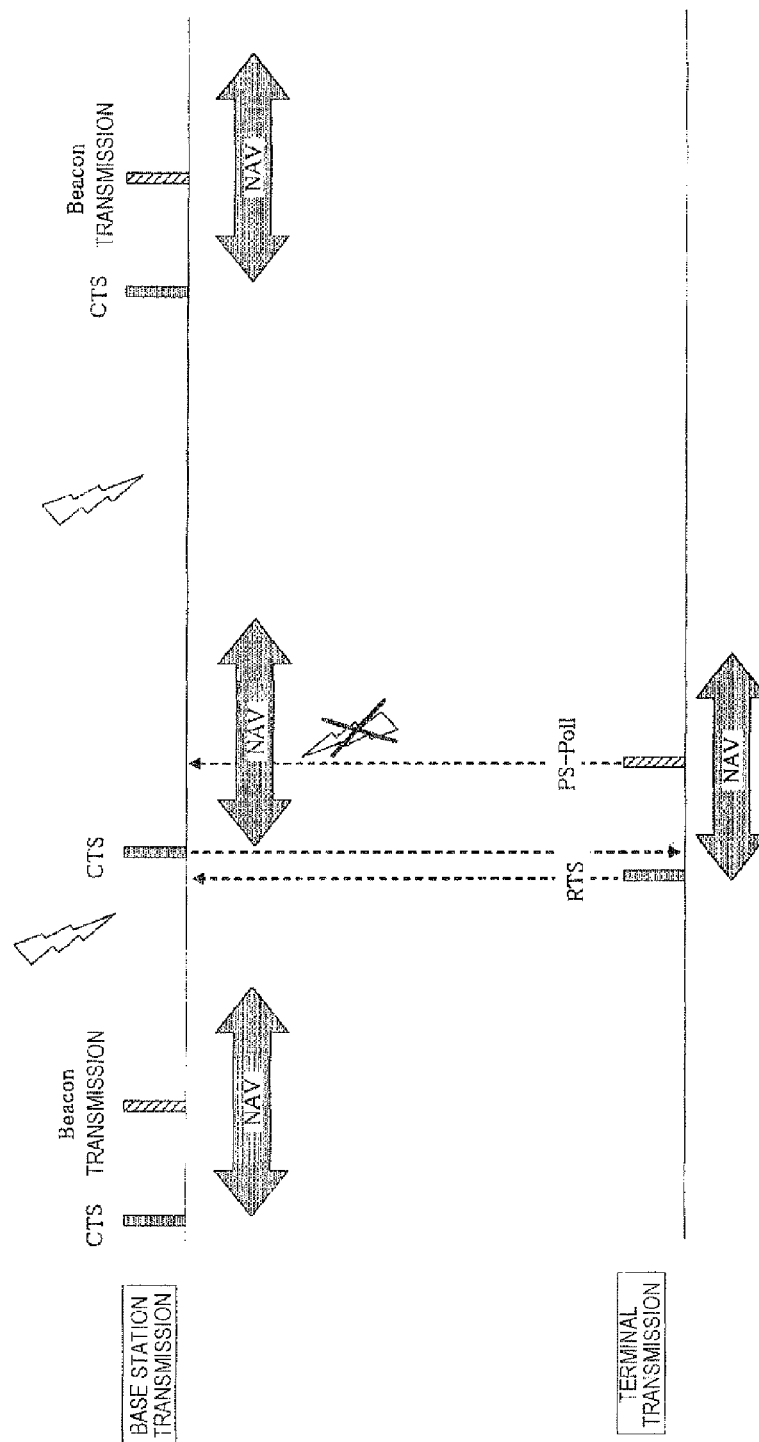 BASE STATION
TRANSMISSION
CTS
Beacon
TRANSMISSION
NAV
CTS
NAV
CTS
Beacon
TRANSMISSION
NAV
RTS
PS-Poll
TERMINAL
TRANSMISSION
NAV